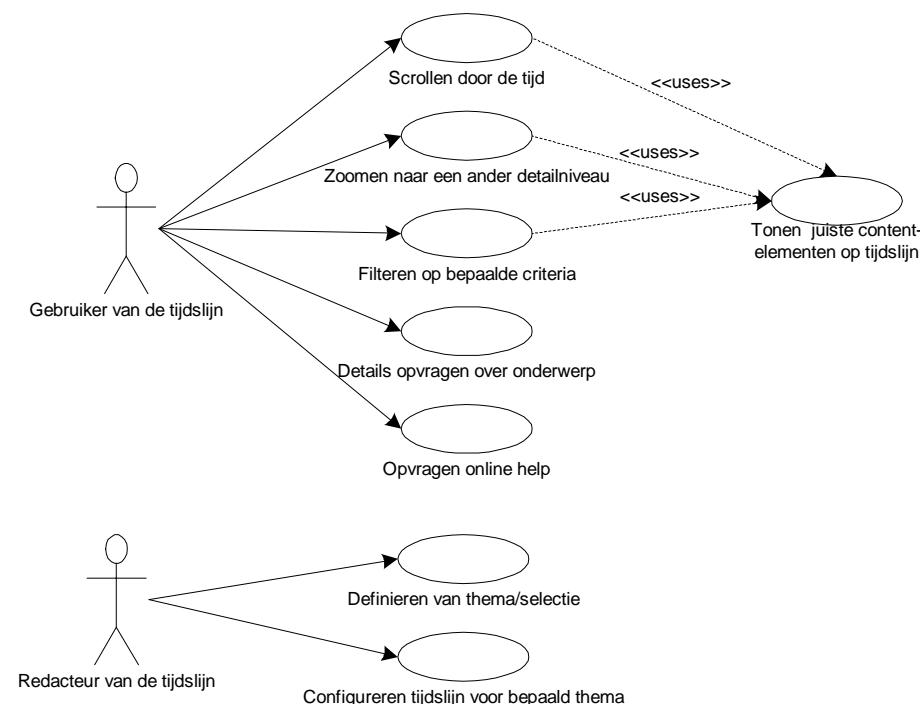 Scrollen door de tijd
<<uses>>
Zoomen naar een ander detailniveau
<<uses>>
<<uses>>
Tonen juiste content-
elementen op tijdslijn
Filteren op bepaalde criteria
Gebruiker van de tijdslijn
Details opvragen over onderwerp
Opvragen online help
Definieren van thema/selectie
Redacteur van de tijdslijn
Configureren tijdslijn voor bepaald thema